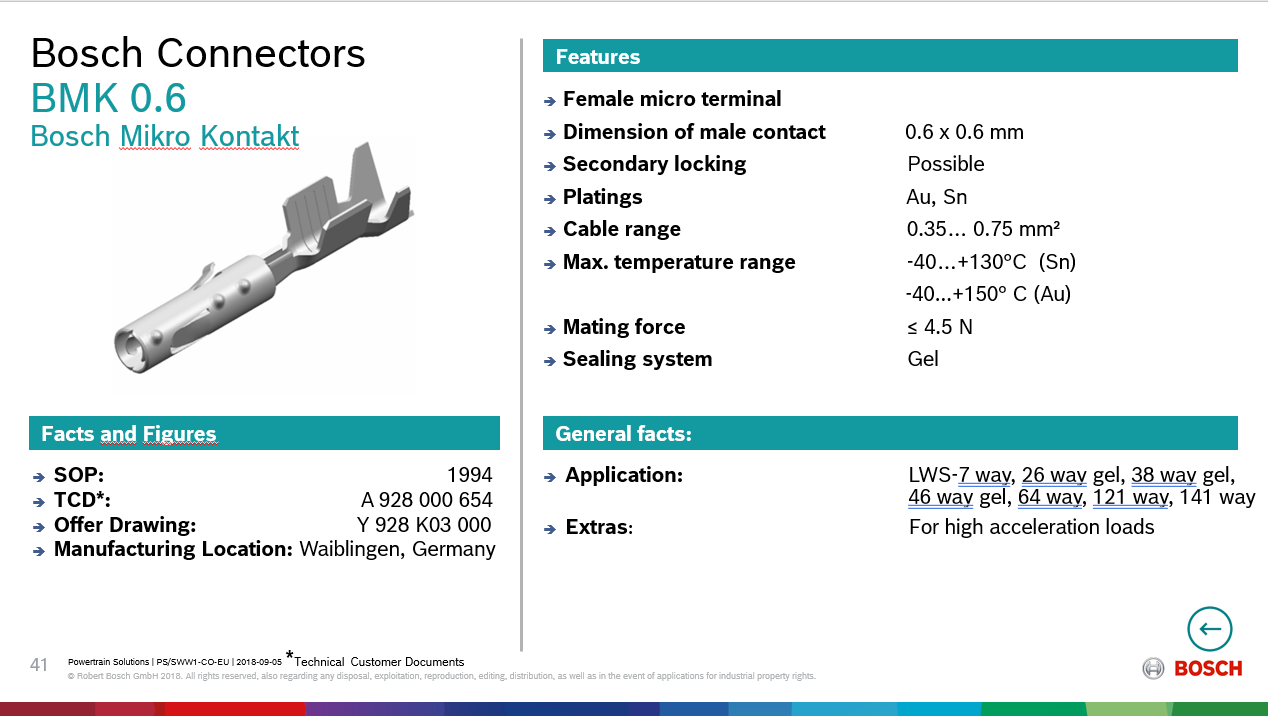 Bosch Connectors
BMK 0.6
Bosch Mikro Kontakt
Features
Female micro terminal
Dimension of male contact 0.6 x 0.6 mm
Secondary locking Possible
Platings Au, Sn
Cable range 0.35… 0.75 mm²
Max. temperature range -40…+130°C (Sn)
-40...+150° C (Au)
Mating force ≤ 4.5 N
Sealing system Gel
Facts and Figures
SOP: 1994
TCD*: A 928 000 654
Offer Drawing: Y 928 K03 000
Manufacturing Location: Waiblingen, Germany
General facts:
Application: LWS-7 way, 26 way gel, 38 way gel,
46 way gel, 64 way, 121 way, 141 way
Extras: For high acceleration loads
41 Powertrain Solutions | PS/SWW1-CO-EU | 2018-09-05 *Technical Customer Documents
© Robert Bosch GmbH 2018. All rights reserved, also regarding any disposal, exploitation, reproduction, editing, distribution, as well as in the event of applications for industrial property rights.
BOSCH